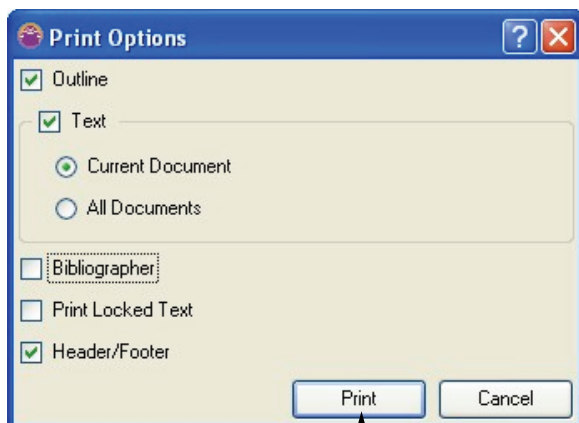 Print Options
Outline
Text
Current Document
All Documents
Bibliographer
Print Locked Text
Header/Footer
Print Cancel